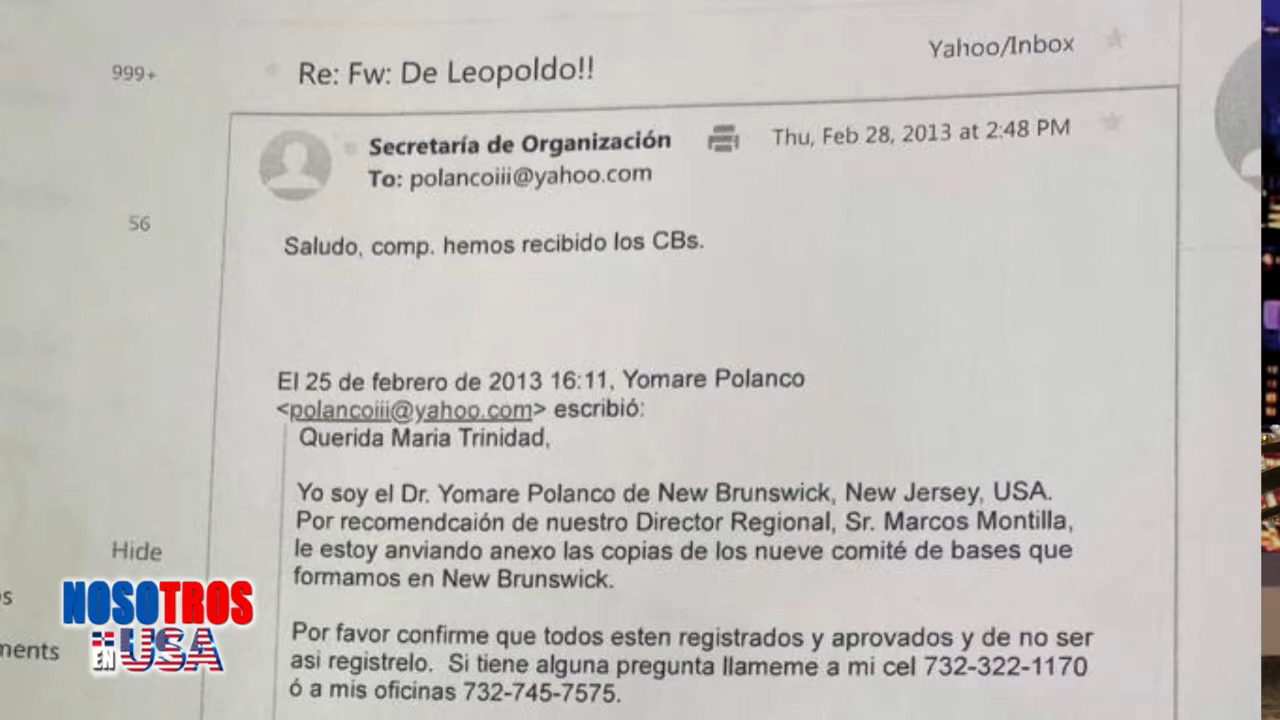 999+
Re: Fw: De Leopoldo!!
Yahoo/Inbox
Secretaría de Organización
Thu, Feb 28, 2013 at 2:48 PM
To: polancoiii@yahoo.com
56
Saludo, comp. hemos recibido los CBs.
El 25 de febrero de 2013 16:11, Yomare Polanco
<polancoiii@yahoo.com> escribió:
Querida Maria Trinidad,
Yo soy el Dr. Yomare Polanco de New Brunswick, New Jersey, USA.
Por recomendcaión de nuestro Director Regional, Sr. Marcos Montilla,
le estoy anviando anexo las copias de los nueve comité de bases que
formamos en New Brunswick.
Hide
Por favor confirme que todos esten registrados y aprovados y de no ser
asi registrelo. Si tiene alguna pregunta llameme a mi cel 732-322-1170
ó a mis oficinas 732-745-7575.
s
ments
NOSOTROS
EN USA